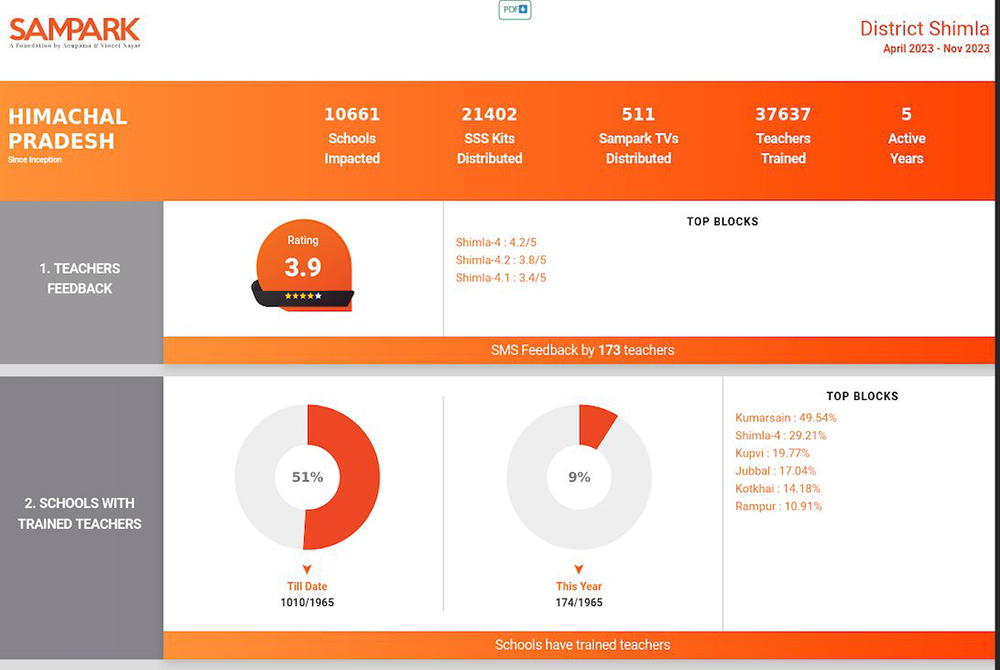 PDF
SAMPARK
A Foundation by Anupama & Vineet Nayar
District Shimla
April 2023 - Nov 2023
HIMACHAL
PRADESH
Since Inception
10661
Schools
Impacted
21402
SSS Kits
Distributed
511
Sampark TVs
Distributed
37637
Teachers
Trained
5
Active
Years
1. TEACHERS
FEEDBACK
Rating
3.9
TOP BLOCKS
Shimla-4 : 4.2/5
Shimla-4.2 : 3.8/5
Shimla-4.1 : 3.4/5
SMS Feedback by 173 teachers
2. SCHOOLS WITH
TRAINED TEACHERS
51%
Till Date
1010/1965
9%
This Year
174/1965
TOP BLOCKS
Kumarsain : 49.54%
Shimla-4 : 29.21%
Kupvi : 19.77%
Jubbal : 17.04%
Kotkhai : 14.18%
Rampur : 10.91%
Schools have trained teachers